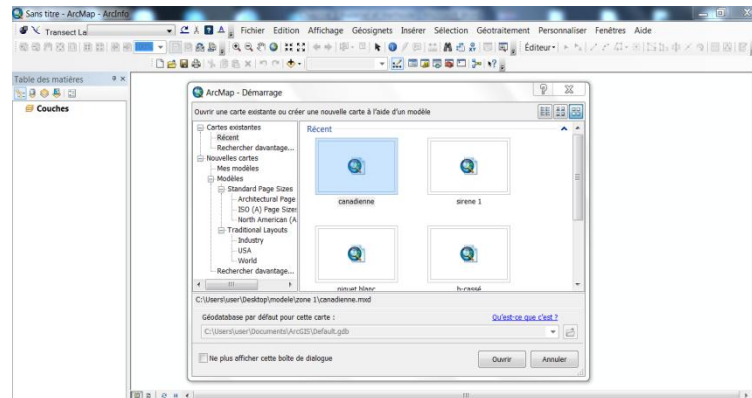 Sans titre - ArcMap - ArcInfo
Transect La Fichier Edition Affichage Géosignets Insérer Sélection Géotraitement Personnaliser Fenêtres Aide
Éditeur
Table des matières
Couches
ArcMap - Démarrage
Ouvrir une carte existante ou créer une nouvelle carte à l'aide d'un modèle
Cartes existantes
Récent
Rechercher davantage...
Nouvelles cartes
Mes modèles
Modèles
Standard Page Sizes
Architectural Page
ISO (A) Page Sizes
North American (A
Traditional Layouts
Industry
USA
World
Rechercher davantage...
Récent
canadienne
sirene 1
piquet blanc
b-cassé
C:\Users\user\Desktop\modele\zone 1\canadienne.mxd
Géodatabase par défaut pour cette carte :
Qu'est-ce que c'est ?
C:\Users\user\Documents\ArcGIS\Default.gdb
Ne plus afficher cette boîte de dialogue
Ouvrir
Annuler